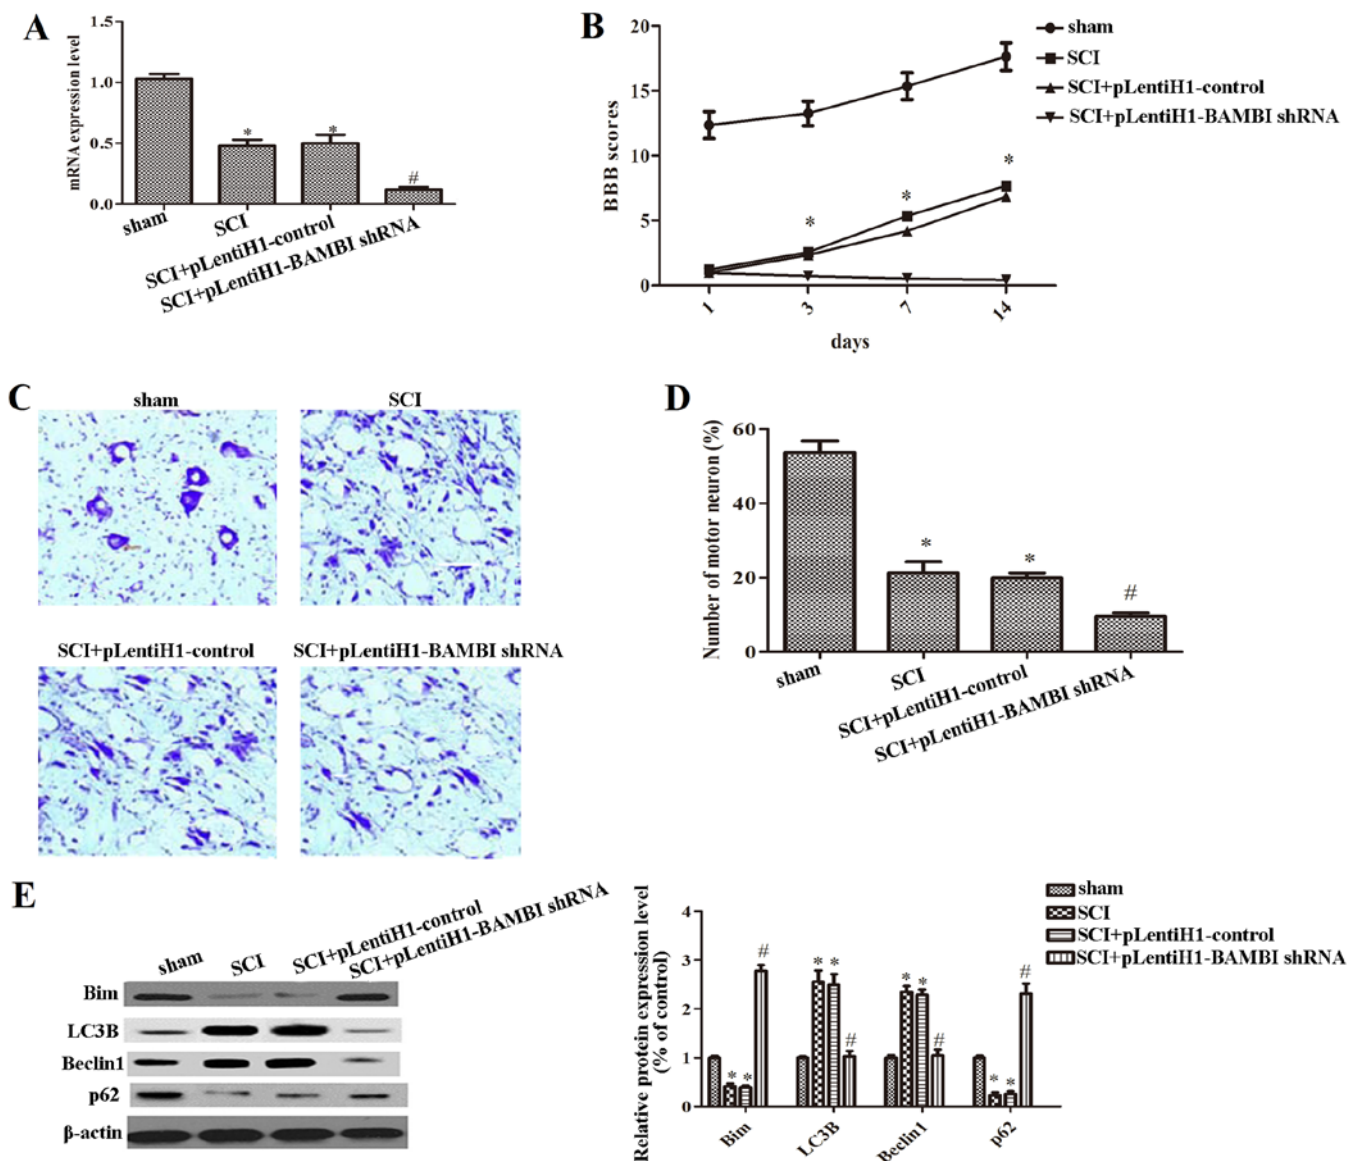 A
mRNA expression level
1.5
1.0
0.5
0.0
*
*
#
sham
SCI
SCI+pLentiH1-control
SCI+pLentiH1-BAMBI shRNA
B
BBB scores
20
15
10
5
0
*
*
*
1
3
7
14
days
sham
SCI
SCI+pLentiH1-control
SCI+pLentiH1-BAMBI shRNA
C
sham
SCI
SCI+pLentiH1-control
SCI+pLentiH1-BAMBI shRNA
D
Number of motor neuron (%)
60
40
20
0
*
*
#
sham
SCI
SCI+pLentiH1-control
SCI+pLentiH1-BAMBI shRNA
E
sham
SCI
SCI+pLentiH1-control
SCI+pLentiH1-BAMBI shRNA
Bim
LC3B
Beclin1
p62
β-actin
Relative protein expression level
(% of control)
4
3
2
1
0
* * #
* * #
* * #
* * #
Bim
LC3B
Beclin1
p62
sham
SCI
SCI+pLentiH1-control
SCI+pLentiH1-BAMBI shRNA